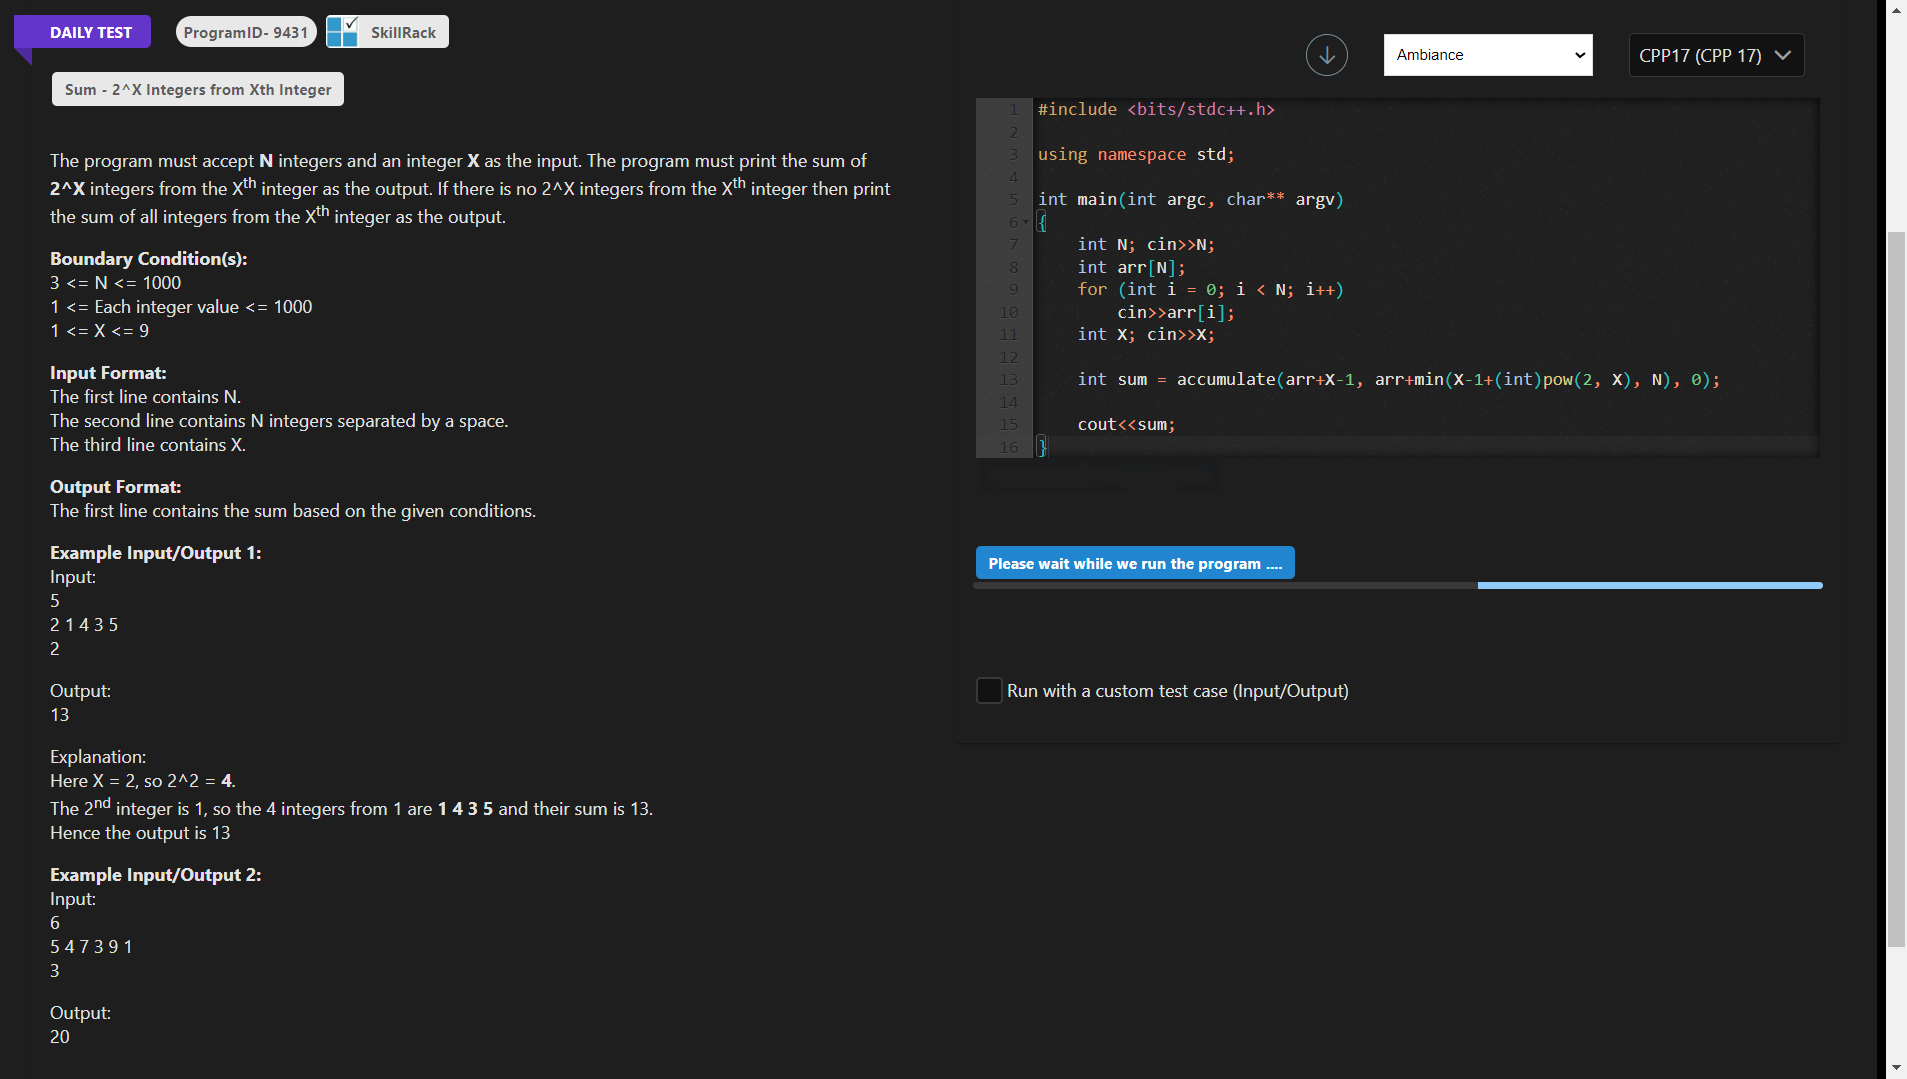 DAILY TEST
ProgramID- 9431
SkillRack
Sum - 2^X Integers from Xth Integer
The program must accept N integers and an integer X as the input. The program must print the sum of
2^X integers from the Xth integer as the output. If there is no 2^X integers from the Xth integer then print
the sum of all integers from the Xth integer as the output.
Boundary Condition(s):
3 <= N <= 1000
1 <= Each integer value <= 1000
1 <= X <= 9
Input Format:
The first line contains N.
The second line contains N integers separated by a space.
The third line contains X.
Output Format:
The first line contains the sum based on the given conditions.
Example Input/Output 1:
Input:
5
2 1 4 3 5
2
Output:
13
Explanation:
Here X = 2, so 2^2 = 4.
The 2nd integer is 1, so the 4 integers from 1 are 1 4 3 5 and their sum is 13.
Hence the output is 13
Example Input/Output 2:
Input:
6
5 4 7 3 9 1
3
Output:
20
Ambiance
CPP17 (CPP 17)
1 #include <bits/stdc++.h>
2
3 using namespace std;
4
5 int main(int argc, char** argv)
6 {
7     int N; cin>>N;
8     int arr[N];
9     for (int i = 0; i < N; i++)
10         cin>>arr[i];
11     int X; cin>>X;
12
13     int sum = accumulate(arr+X-1, arr+min(X-1+(int)pow(2, X), N), 0);
14
15     cout<<sum;
16 }
Please wait while we run the program ....
Run with a custom test case (Input/Output)